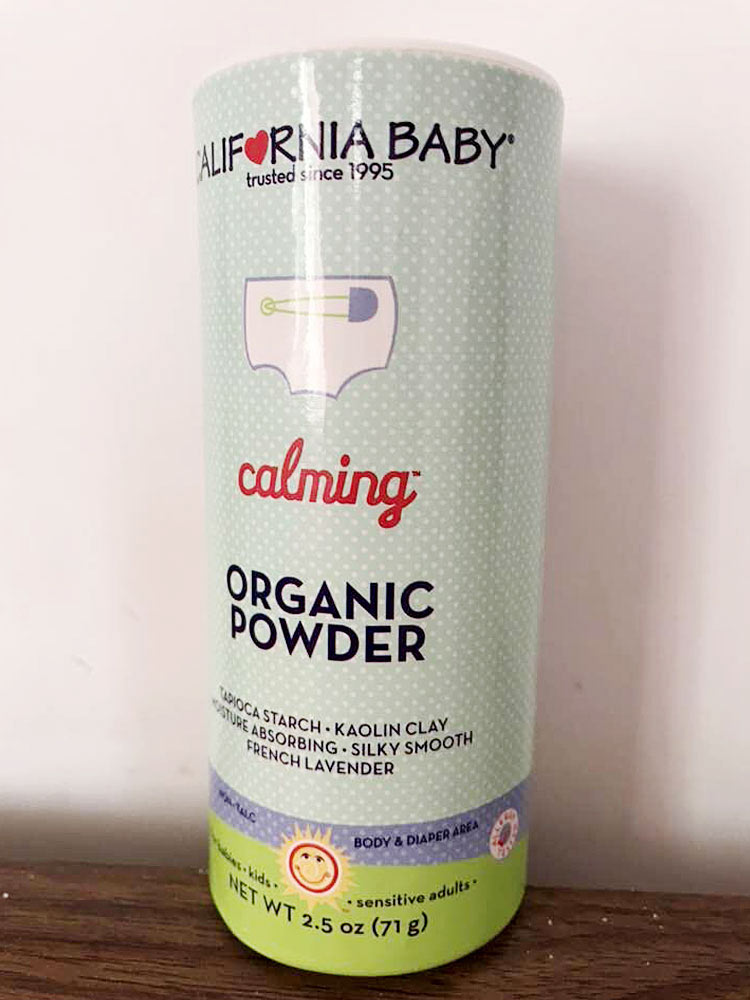 CALIFORNIA BABY®
trusted since 1995
calming™
ORGANIC
POWDER
TAPIOCA STARCH • KAOLIN CLAY
MOISTURE ABSORBING • SILKY SMOOTH
FRENCH LAVENDER
NON-TALC
BODY & DIAPER AREA
babies • kids •
• sensitive adults •
NET WT 2.5 oz (71 g)